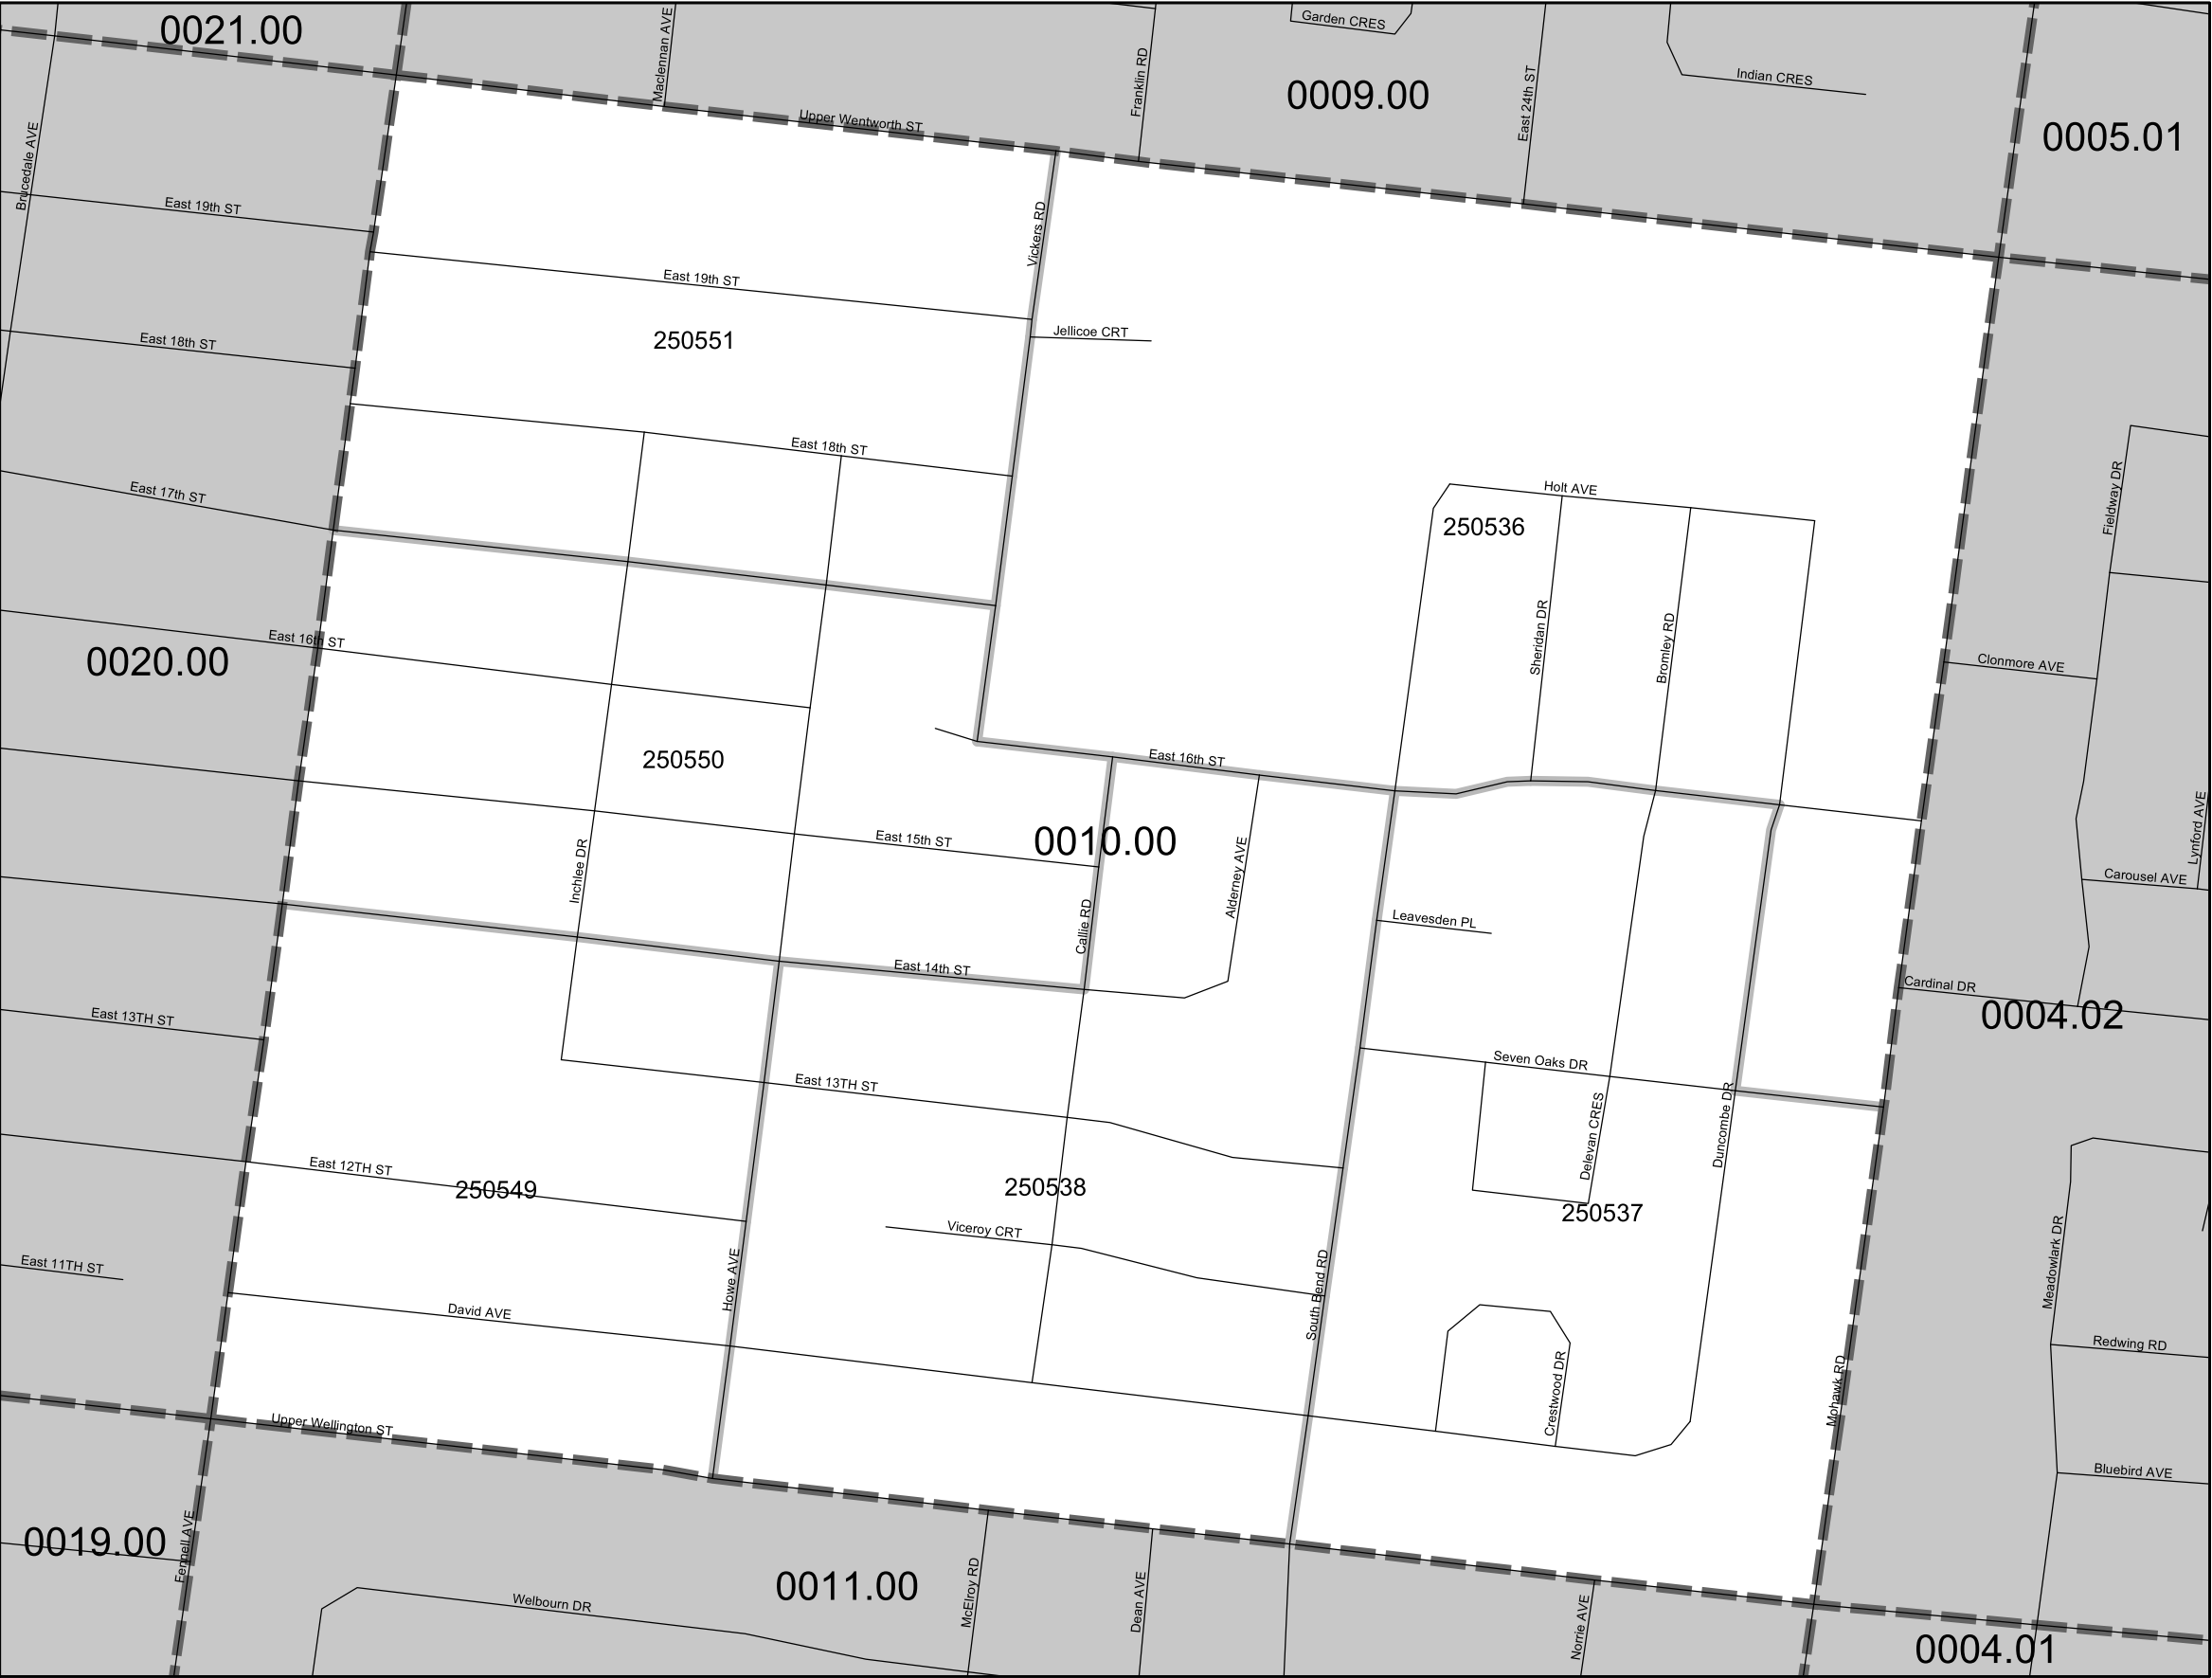 0021.00
Maclennan AVE
Garden CRES
Franklin RD
0009.00
East 24th ST
Indian CRES
0005.01
Upper Wentworth ST
Brucedale AVE
East 19th ST
Vickers RD
East 19th ST
Jellicoe CRT
250551
East 18th ST
East 18th ST
East 17th ST
Holt AVE
250536
Fieldway DR
East 16th ST
0020.00
Sheridan DR
Bromley RD
Clonmore AVE
250550
East 16th ST
East 15th ST
0010.00
Inchlee DR
Callie RD
Alderney AVE
Lynford AVE
Carousel AVE
Leavesden PL
East 14th ST
Cardinal DR
0004.02
East 13TH ST
Seven Oaks DR
East 13TH ST
Delevan CRES
Duncombe DR
East 12TH ST
250549
250538
250537
Viceroy CRT
East 11TH ST
Howe AVE
South Bend RD
Meadowlark DR
David AVE
Redwing RD
Crestwood DR
Mohawk RD
Upper Wellington ST
Bluebird AVE
0019.00
Fennell AVE
0011.00
Welbourn DR
McElroy RD
Dean AVE
Norrie AVE
0004.01